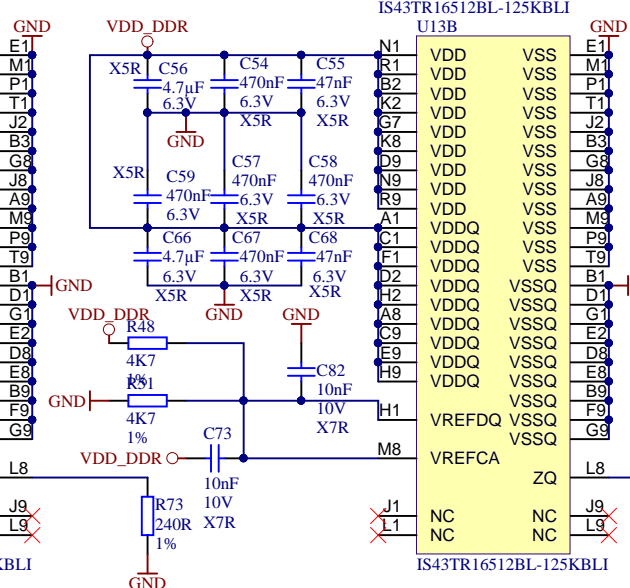 IS43TR16512BL-125KBLI
U13B
GND
VDD_DDR
GND
E1
M1
P1
T1
J2
B3
G8
J8
A9
M9
P9
T9
B1
D1
G1
E2
D8
E8
B9
F9
G9
L8
J9
L9
KBLI
GND
X5R
C56
4.7µF
6.3V
C54
470nF
6.3V
X5R
C55
47nF
6.3V
X5R
GND
X5R
C59
470nF
6.3V
C57
470nF
6.3V
X5R
C58
470nF
6.3V
X5R
C66
4.7µF
6.3V
X5R
C67
470nF
6.3V
X5R
C68
47nF
6.3V
X5R
GND
VDD_DDR
R48
4K7
1%
GND
R51
4K7
1%
GND
C82
10nF
10V
X7R
VDD_DDR
C73
10nF
10V
X7R
R73
240R
1%
GND
N1 VDD VSS E1
R1 VDD VSS M1
B2 VDD VSS P1
K2 VDD VSS T1
G7 VDD VSS J2
K8 VDD VSS B3
D9 VDD VSS G8
N9 VDD VSS J8
R9 VDD VSS A9
A1 VDDQ VSS M9
C1 VDDQ VSS P9
F1 VDDQ VSS T9
D2 VDDQ VSSQ B1
H2 VDDQ VSSQ D1
A8 VDDQ VSSQ G1
C9 VDDQ VSSQ E2
E9 VDDQ VSSQ D8
H9 VDDQ VSSQ E8
VSSQ B9
H1 VREFDQ VSSQ F9
VSSQ G9
M8 VREFCA
ZQ L8
J1 NC NC J9
L1 NC NC L9
IS43TR16512BL-125KBLI